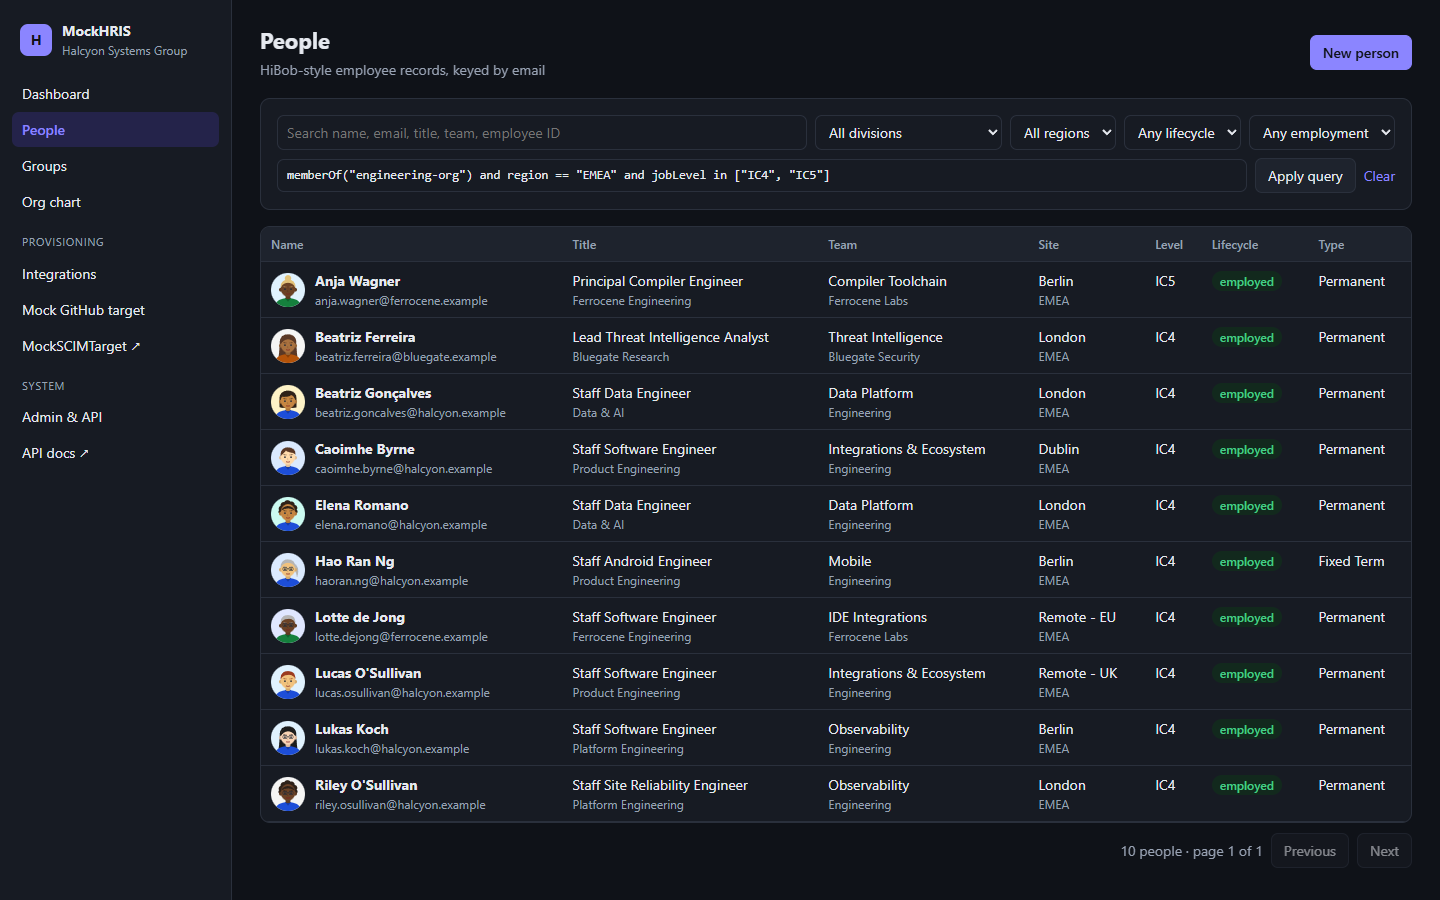 H
MockHRIS
Halcyon Systems Group
Dashboard
People
Groups
Org chart
PROVISIONING
Integrations
Mock GitHub target
MockSCIMTarget ↗
SYSTEM
Admin & API
API docs ↗
People
HiBob-style employee records, keyed by email
New person
Search name, email, title, team, employee ID
All divisions
All regions
Any lifecycle
Any employment
memberOf("engineering-org") and region == "EMEA" and jobLevel in ["IC4", "IC5"]
Apply query
Clear
Name Title Team Site Level Lifecycle Type
Anja Wagner Principal Compiler Engineer Compiler Toolchain Berlin IC5 employed Permanent
anja.wagner@ferrocene.example Ferrocene Engineering Ferrocene Labs EMEA
Beatriz Ferreira Lead Threat Intelligence Analyst Threat Intelligence London IC4 employed Permanent
beatriz.ferreira@bluegate.example Bluegate Research Bluegate Security EMEA
Beatriz Gonçalves Staff Data Engineer Data Platform London IC4 employed Permanent
beatriz.goncalves@halcyon.example Data & AI Engineering EMEA
Caoimhe Byrne Staff Software Engineer Integrations & Ecosystem Dublin IC4 employed Permanent
caoimhe.byrne@halcyon.example Product Engineering Engineering EMEA
Elena Romano Staff Data Engineer Data Platform London IC4 employed Permanent
elena.romano@halcyon.example Data & AI Engineering EMEA
Hao Ran Ng Staff Android Engineer Mobile Berlin IC4 employed Fixed Term
haoran.ng@halcyon.example Product Engineering Engineering EMEA
Lotte de Jong Staff Software Engineer IDE Integrations Remote - EU IC4 employed Permanent
lotte.dejong@ferrocene.example Ferrocene Engineering Ferrocene Labs EMEA
Lucas O'Sullivan Staff Software Engineer Integrations & Ecosystem Remote - UK IC4 employed Permanent
lucas.osullivan@halcyon.example Product Engineering Engineering EMEA
Lukas Koch Staff Software Engineer Observability Berlin IC4 employed Permanent
lukas.koch@halcyon.example Platform Engineering Engineering EMEA
Riley O'Sullivan Staff Site Reliability Engineer Observability London IC4 employed Permanent
riley.osullivan@halcyon.example Platform Engineering Engineering EMEA
10 people · page 1 of 1 Previous Next